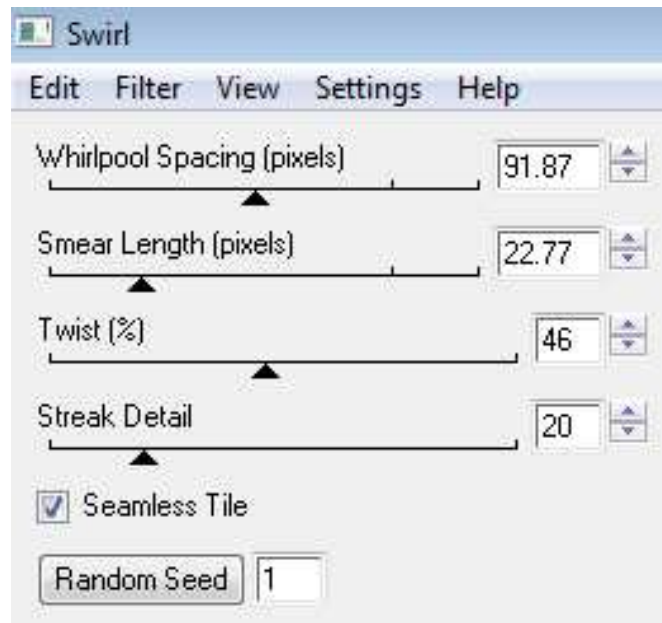 Swirl
Edit Filter View Settings Help
Whirlpool Spacing (pixels) 91.87
Smear Length (pixels) 22.77
Twist (%) 46
Streak Detail 20
Seamless Tile
Random Seed 1